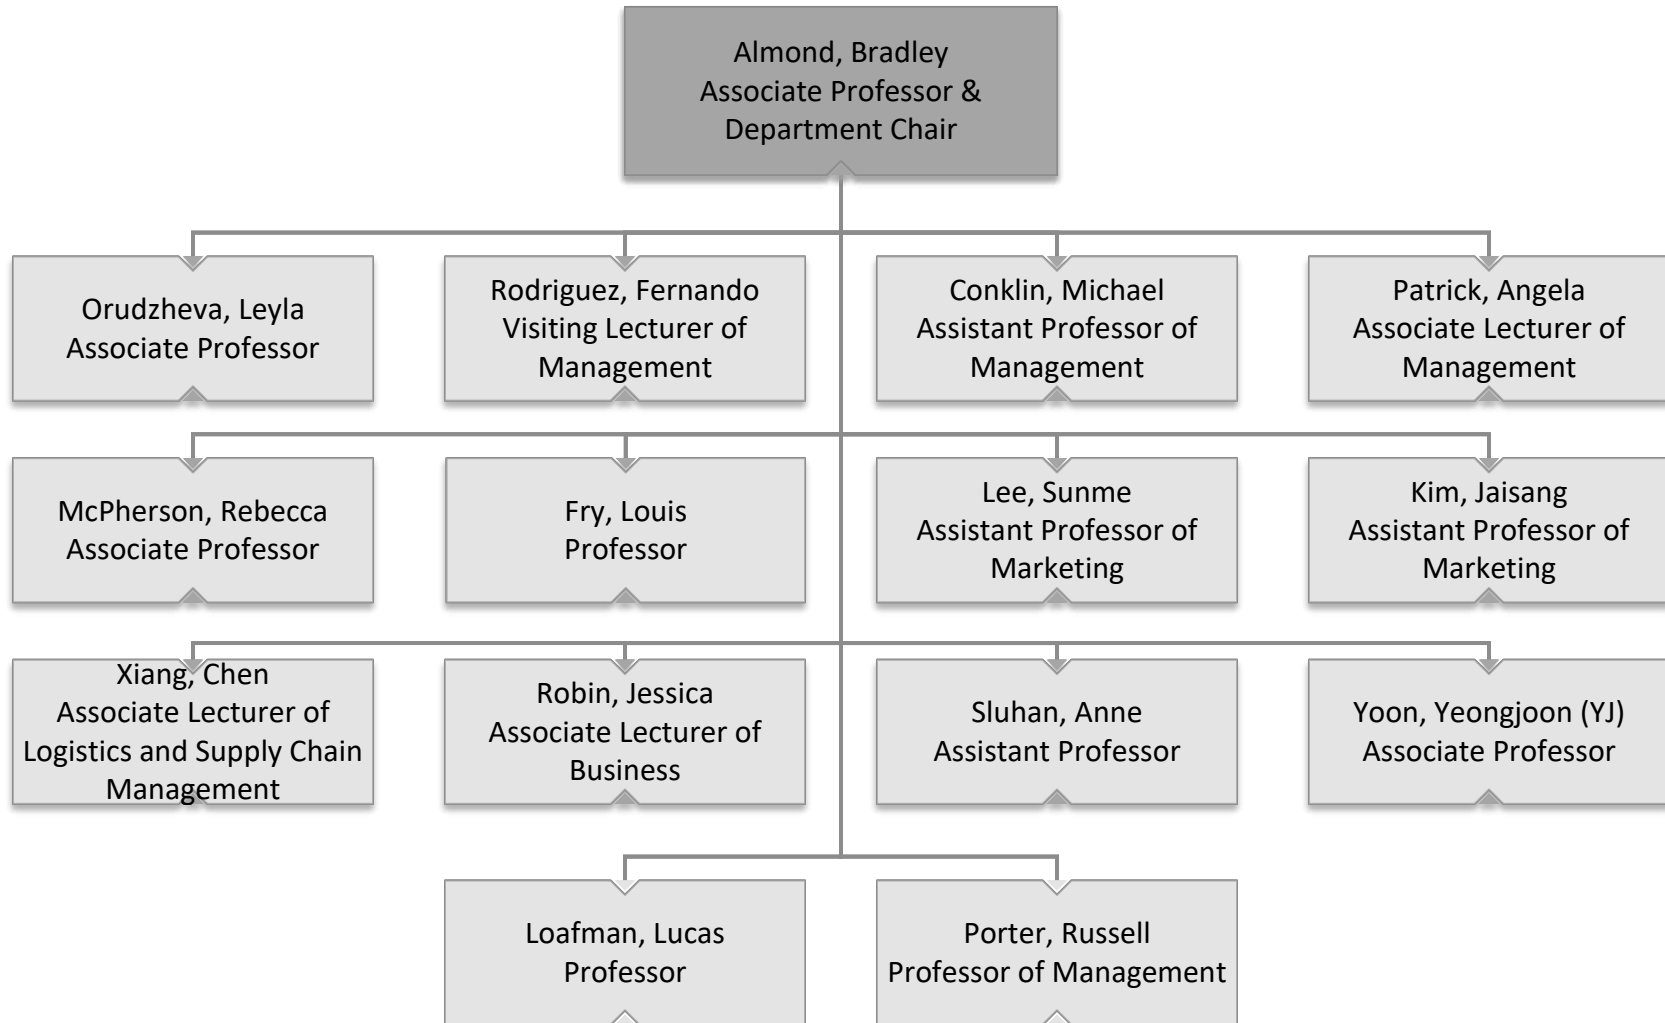 Almond, Bradley
Associate Professor &
Department Chair
Orudzheva, Leyla
Associate Professor
Rodriguez, Fernando
Visiting Lecturer of
Management
Conklin, Michael
Assistant Professor of
Management
Patrick, Angela
Associate Lecturer of
Management
McPherson, Rebecca
Associate Professor
Fry, Louis
Professor
Lee, Sunme
Assistant Professor of
Marketing
Kim, Jaisang
Assistant Professor of
Marketing
Xiang, Chen
Associate Lecturer of
Logistics and Supply Chain
Management
Robin, Jessica
Associate Lecturer of
Business
Sluhan, Anne
Assistant Professor
Yoon, Yeongjoon (YJ)
Associate Professor
Loafman, Lucas
Professor
Porter, Russell
Professor of Management